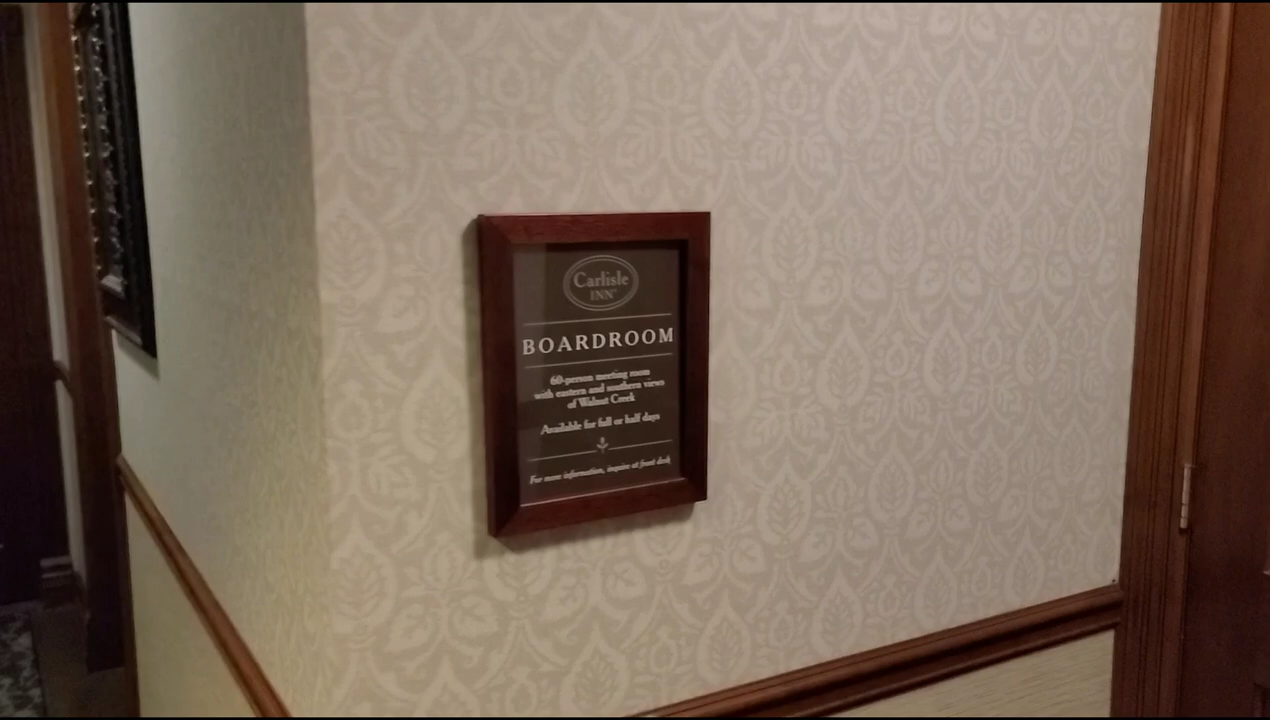 Carlisle
INN
BOARDROOM
60-person meeting room
with eastern and southern views
of Walnut Creek
Available for full or half days
For more information, inquire at front desk